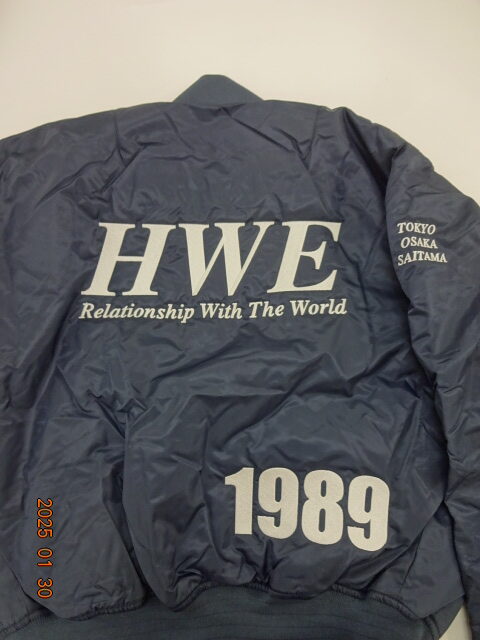 HWE
Relationship With The World
TOKYO
OSAKA
SAITAMA
1989
2025 01 30